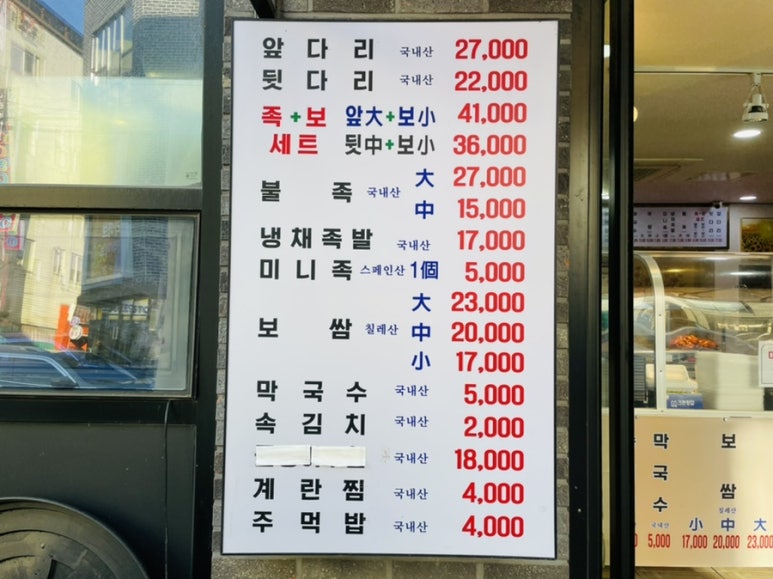 앞다리 국내산 27,000
뒷다리 국내산 22,000
족+보 앞大+보小 41,000
세트 뒷中+보小 36,000
불족 국내산 大 27,000
中 15,000
냉채족발 국내산 17,000
미니족 스페인산 1個 5,000
보쌈 칠레산 大 23,000
中 20,000
小 17,000
막국수 국내산 5,000
속김치 국내산 2,000
국내산 18,000
계란찜 국내산 4,000
주먹밥 국내산 4,000
막국수 국내산 5,000
보쌈 칠레산 小中大
17,000 20,000 23,000